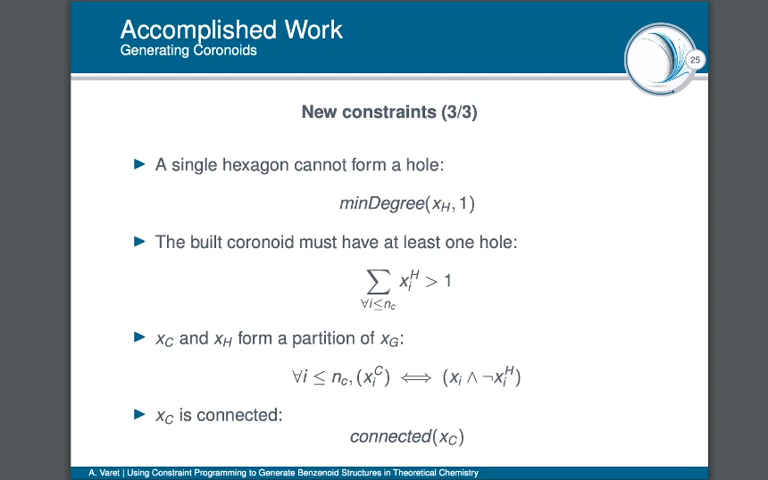 Accomplished Work
Generating Coronoids
25
New constraints (3/3)
► A single hexagon cannot form a hole:
minDegree(x_H, 1)
► The built coronoid must have at least one hole:
∑_{∀i≤n_c} x_i^H > 1
► x_C and x_H form a partition of x_G:
∀i ≤ n_c, (x_i^C) ⟺ (x_i ∧ ¬x_i^H)
► x_C is connected:
connected(x_C)
A. Varet | Using Constraint Programming to Generate Benzenoid Structures in Theoretical Chemistry